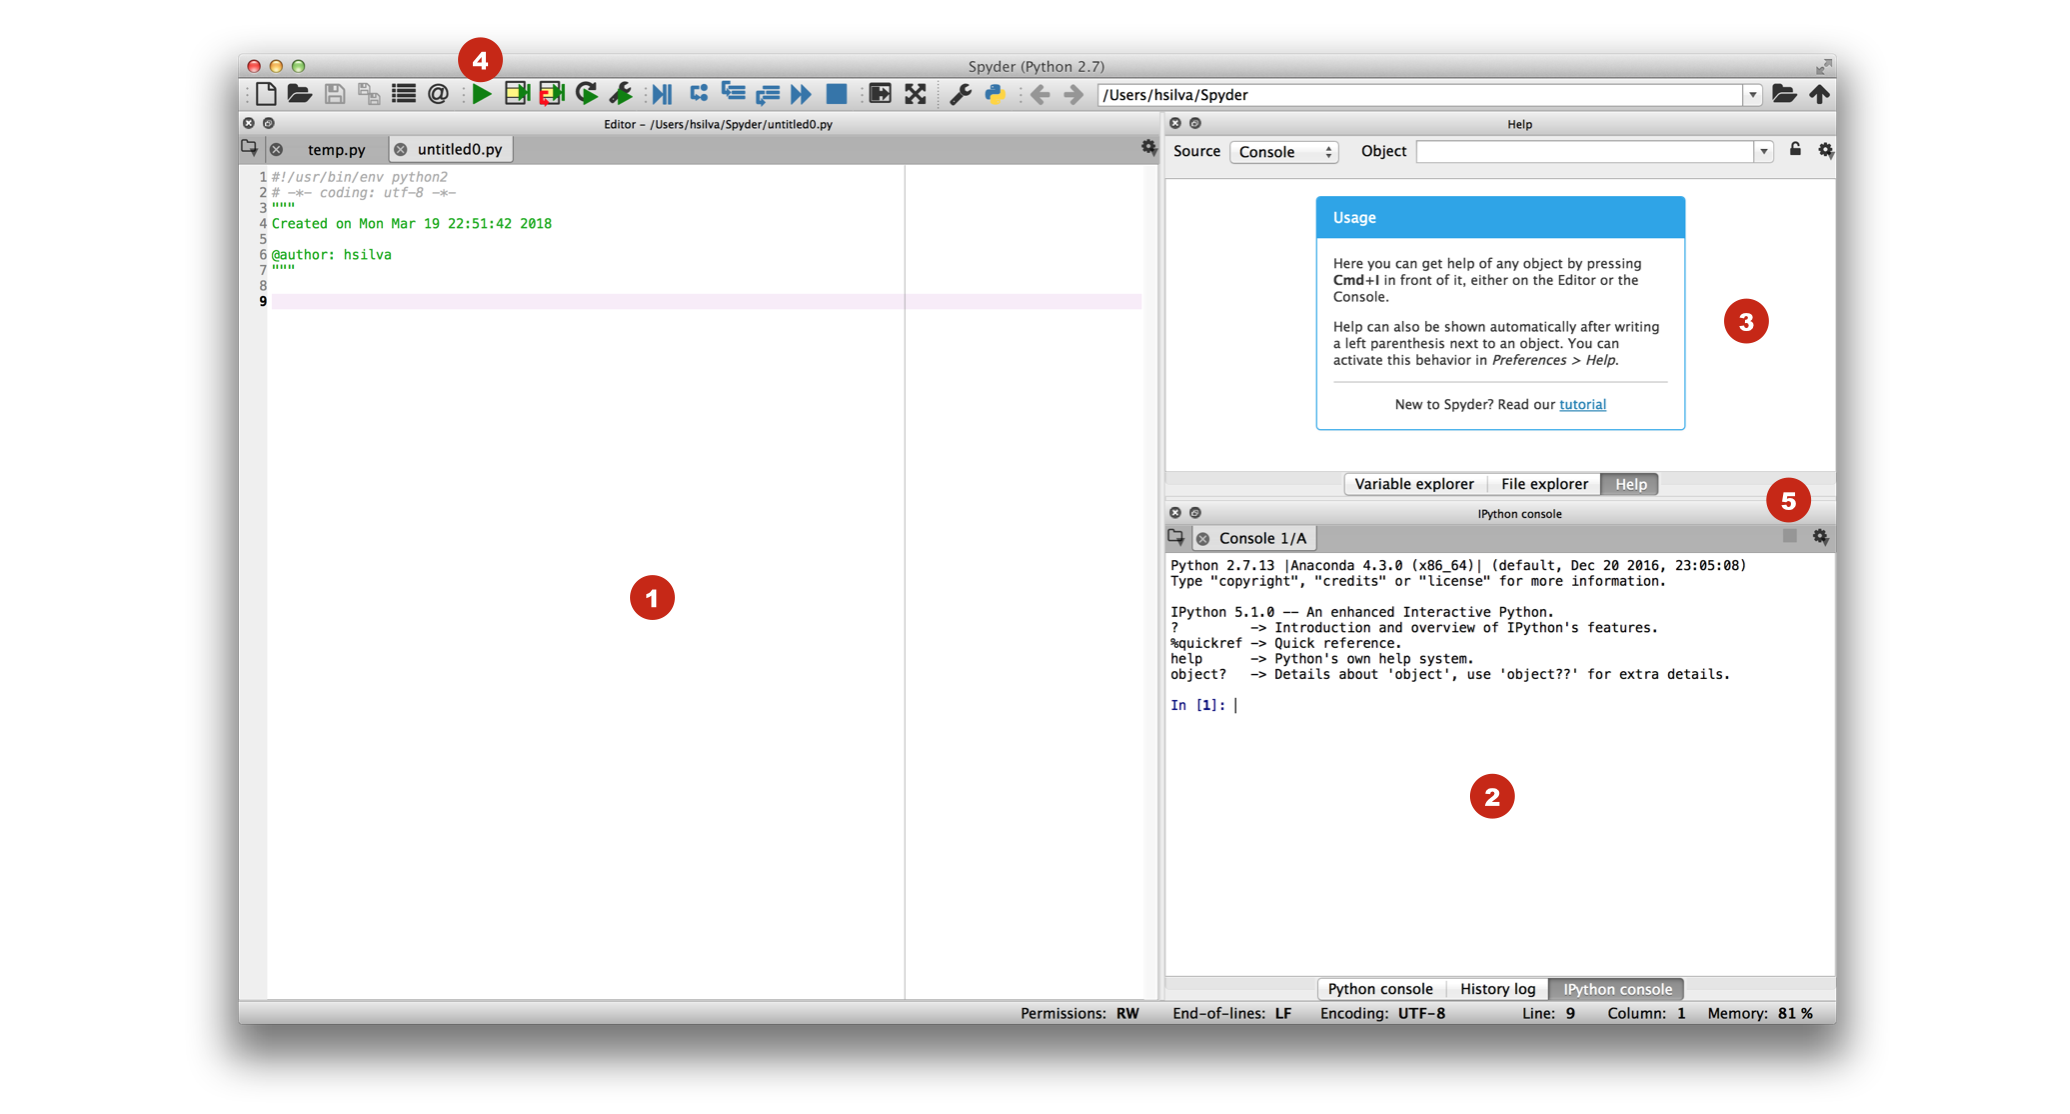 4
Spyder (Python 2.7)
/Users/hsilva/Spyder
Editor – /Users/hsilva/Spyder/untitled0.py
temp.py
untitled0.py
1 #!/usr/bin/env python2
2 # -*- coding: utf-8 -*-
3 """
4 Created on Mon Mar 19 22:51:42 2018
5
6 @author: hsilva
7 """
8
9
1
Help
Source Console Object
Usage
Here you can get help of any object by pressing
Cmd+I in front of it, either on the Editor or the
Console.
Help can also be shown automatically after writing
a left parenthesis next to an object. You can
activate this behavior in Preferences > Help.
New to Spyder? Read our tutorial
3
Variable explorer File explorer Help
5
IPython console
Console 1/A
Python 2.7.13 |Anaconda 4.3.0 (x86_64)| (default, Dec 20 2016, 23:05:08)
Type "copyright", "credits" or "license" for more information.
IPython 5.1.0 -- An enhanced Interactive Python.
? -> Introduction and overview of IPython's features.
%quickref -> Quick reference.
help -> Python's own help system.
object? -> Details about 'object', use 'object??' for extra details.
In [1]:
2
Python console History log IPython console
Permissions: RW End-of-lines: LF Encoding: UTF-8 Line: 9 Column: 1 Memory: 81 %